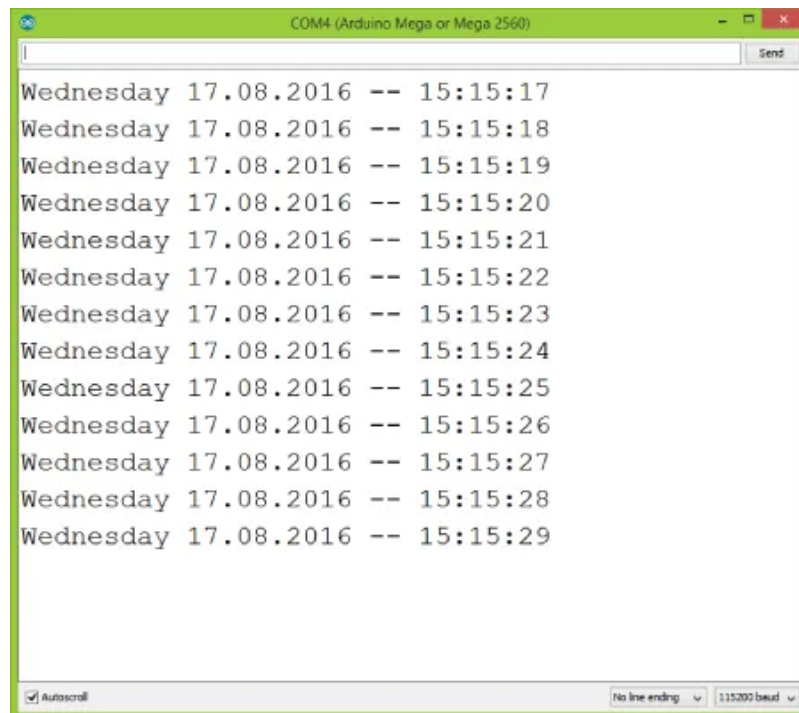 COM4 (Arduino Mega or Mega 2560)
Send
Wednesday 17.08.2016 -- 15:15:17
Wednesday 17.08.2016 -- 15:15:18
Wednesday 17.08.2016 -- 15:15:19
Wednesday 17.08.2016 -- 15:15:20
Wednesday 17.08.2016 -- 15:15:21
Wednesday 17.08.2016 -- 15:15:22
Wednesday 17.08.2016 -- 15:15:23
Wednesday 17.08.2016 -- 15:15:24
Wednesday 17.08.2016 -- 15:15:25
Wednesday 17.08.2016 -- 15:15:26
Wednesday 17.08.2016 -- 15:15:27
Wednesday 17.08.2016 -- 15:15:28
Wednesday 17.08.2016 -- 15:15:29
Autoscroll No line ending 115200 baud